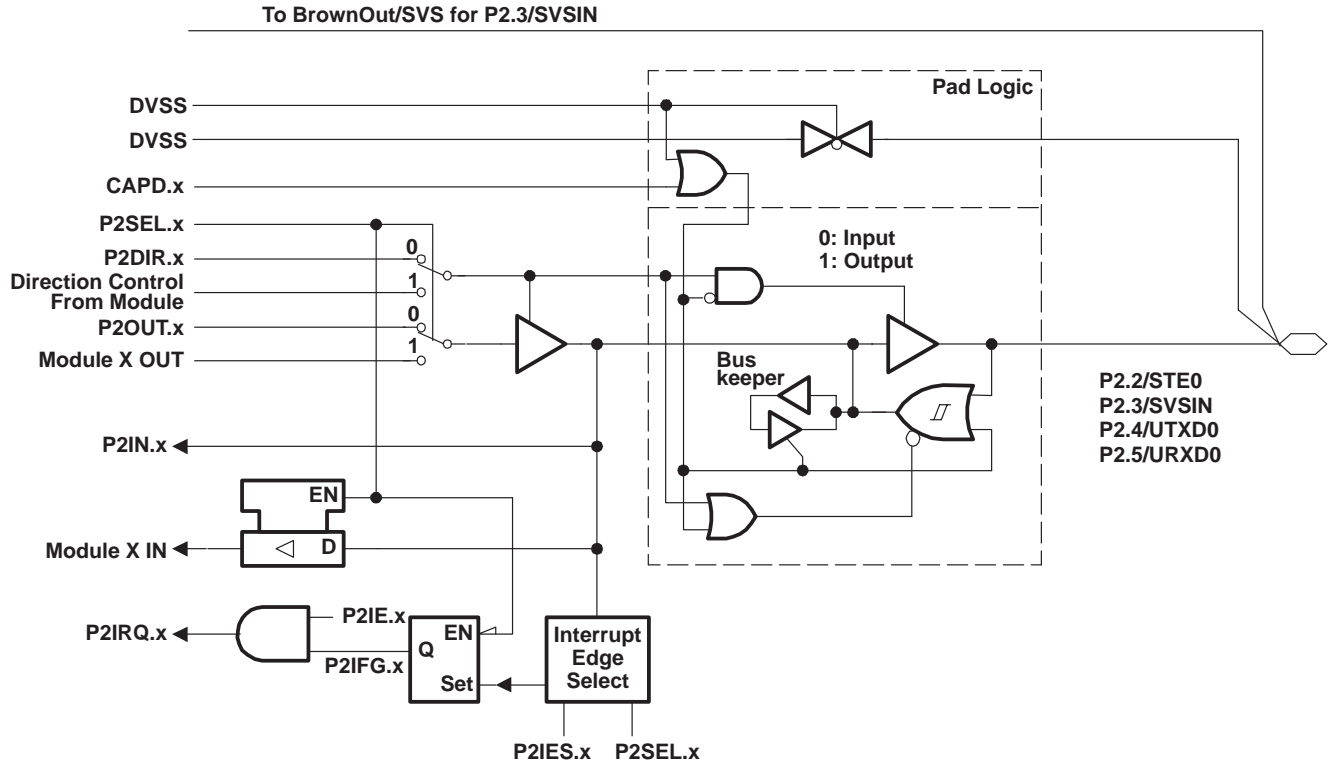 To BrownOut/SVS for P2.3/SVSIN
Pad Logic
DVSS
DVSS
CAPD.x
P2SEL.x
0
P2DIR.x
Direction Control
From Module
1
0
P2OUT.x
1
Module X OUT
0: Input
1: Output
Bus
keeper
P2.2/STE0
P2.3/SVSIN
P2.4/UTXD0
P2.5/URXD0
P2IN.x
EN
Module X IN
D
P2IE.x
P2IRQ.x
P2IFG.x
EN
Q
Set
Interrupt
Edge
Select
P2IES.x
P2SEL.x